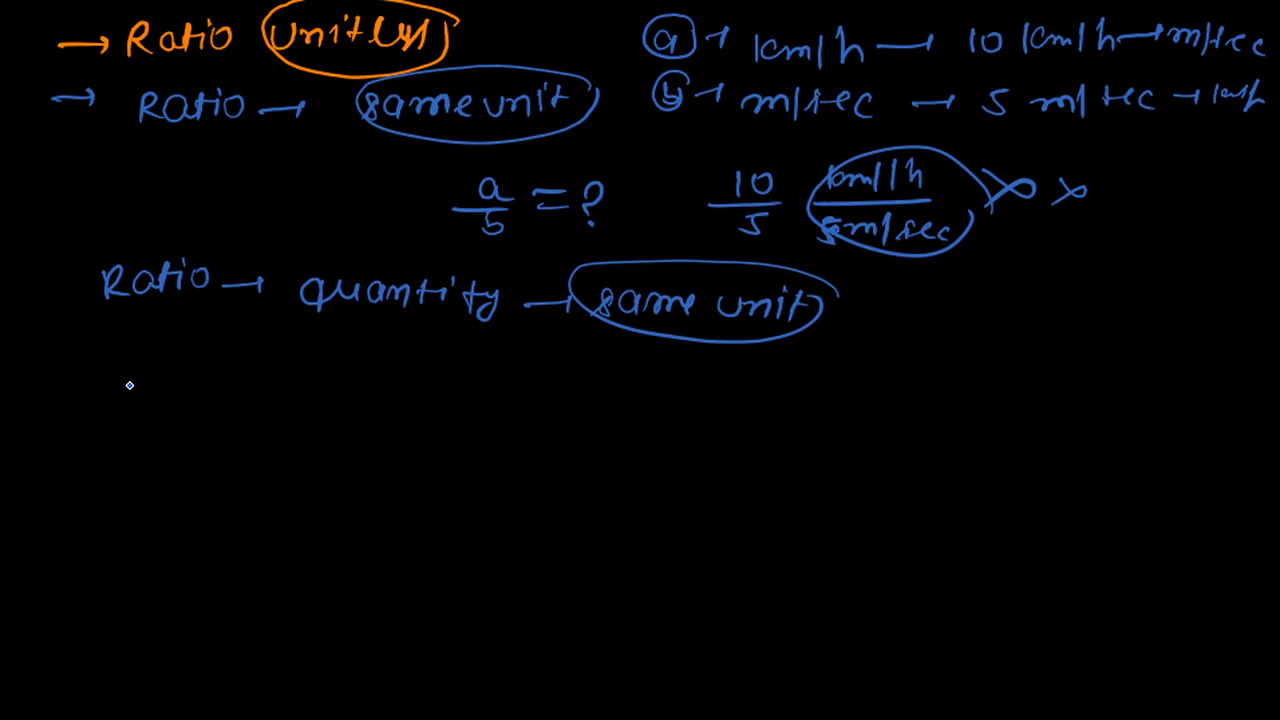 → Ratio unitless
a → km/h → 10 km/h → m/sec
→ Ratio → same unit
b → m/sec → 5 m/sec →
a/b = ? 10/5 km/h / m/sec × ×
Ratio → quantity → same unit